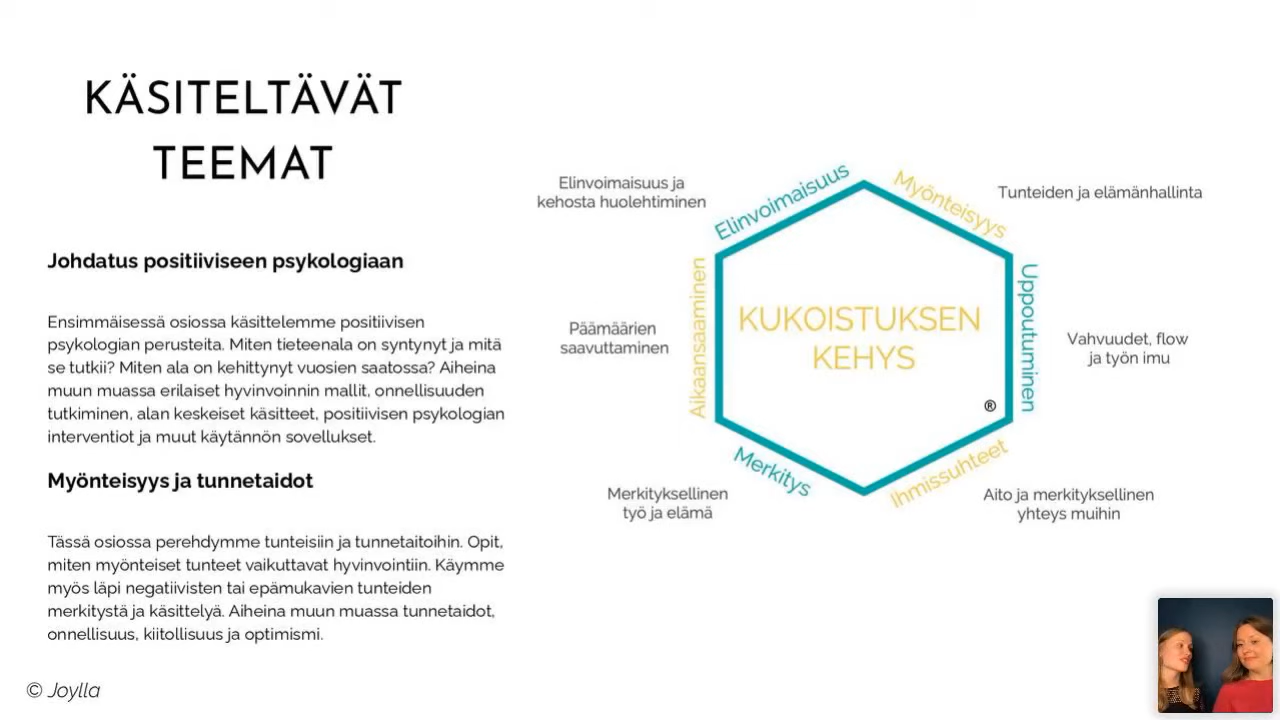 KÄSITELTÄVÄT
TEEMAT
Johdatus positiiviseen psykologiaan
Ensimmäisessä osiossa käsittelemme positiivisen
psykologian perusteita. Miten tieteenala on syntynyt ja mitä
se tutkii? Miten ala on kehittynyt vuosien saatossa? Aiheina
muun muassa erilaiset hyvinvoinnin mallit, onnellisuuden
tutkiminen, alan keskeiset käsitteet, positiivisen psykologian
interventiot ja muut käytännön sovellukset.
Myönteisyys ja tunnetaidot
Tässä osiossa perehdymme tunteisiin ja tunnetaitoihin. Opit,
miten myönteiset tunteet vaikuttavat hyvinvointiin. Käymme
myös läpi negatiivisten tai epämukavien tunteiden
merkitystä ja käsittelyä. Aiheina muun muassa tunnetaidot,
onnellisuus, kiitollisuus ja optimismi.
© Joylla
Elinvoimaisuus ja
kehosta huolehtiminen
Elinvoimaisuus
Myönteisyys
Tunteiden ja elämänhallinta
Päämäärien
saavuttaminen
Aikaansaaminen
KUKOISTUKSEN
KEHYS
®
Uppoutuminen
Vahvuudet, flow
ja työn imu
Merkityksellinen
työ ja elämä
Merkitys
Ihmissuhteet
Aito ja merkityksellinen
yhteys muihin